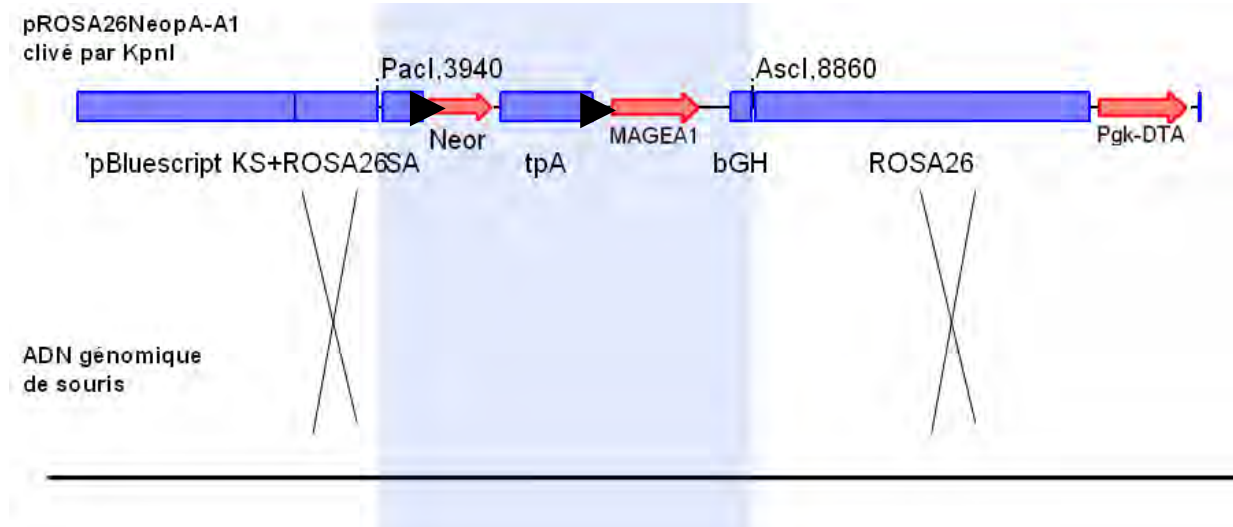 pROSA26NeopA-A1
clivé par KpnI
PacI,3940
AscI,8860
Neor
MAGEA1
Pgk-DTA
'pBluescript KS+ROSA26SA
tpA
bGH
ROSA26
ADN génomique
de souris